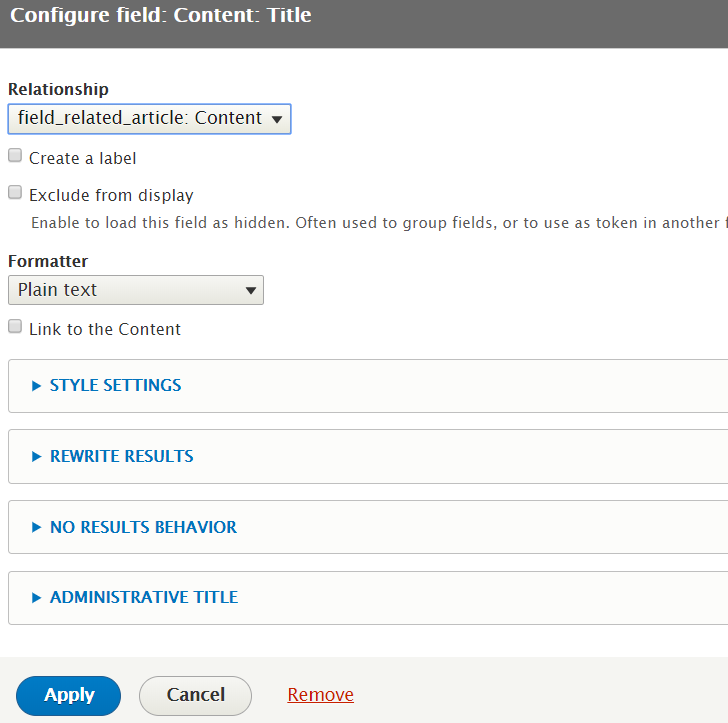 Configure field: Content: Title
Relationship
field_related_article: Content
Create a label
Exclude from display
Enable to load this field as hidden. Often used to group fields, or to use as token in another
Formatter
Plain text
Link to the Content
STYLE SETTINGS
REWRITE RESULTS
NO RESULTS BEHAVIOR
ADMINISTRATIVE TITLE
Apply Cancel Remove